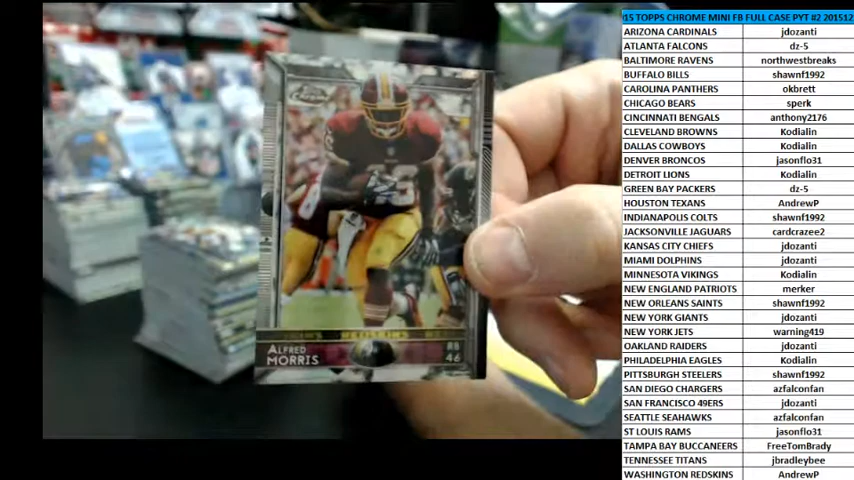 015 TOPPS CHROME MINI FB FULL CASE PYT #2 201512
ARIZONA CARDINALS jdozanti
ATLANTA FALCONS dz-5
BALTIMORE RAVENS northwestbreaks
BUFFALO BILLS shawnf1992
CAROLINA PANTHERS okbrett
CHICAGO BEARS sperk
CINCINNATI BENGALS anthony2176
CLEVELAND BROWNS Kodialin
DALLAS COWBOYS Kodialin
DENVER BRONCOS jasonflo31
DETROIT LIONS Kodialin
GREEN BAY PACKERS dz-5
HOUSTON TEXANS AndrewP
INDIANAPOLIS COLTS shawnf1992
JACKSONVILLE JAGUARS cardcrazee2
KANSAS CITY CHIEFS jdozanti
MIAMI DOLPHINS jdozanti
MINNESOTA VIKINGS Kodialin
NEW ENGLAND PATRIOTS merker
NEW ORLEANS SAINTS shawnf1992
NEW YORK GIANTS jdozanti
NEW YORK JETS warning419
OAKLAND RAIDERS jdozanti
PHILADELPHIA EAGLES Kodialin
PITTSBURGH STEELERS shawnf1992
SAN DIEGO CHARGERS azfalconfan
SAN FRANCISCO 49ERS jdozanti
SEATTLE SEAHAWKS azfalconfan
ST LOUIS RAMS jasonflo31
TAMPA BAY BUCCANEERS FreeTomBrady
TENNESSEE TITANS jbradleybee
WASHINGTON REDSKINS AndrewP
Chrome
REDSKINS
ALFRED RB
MORRIS 46